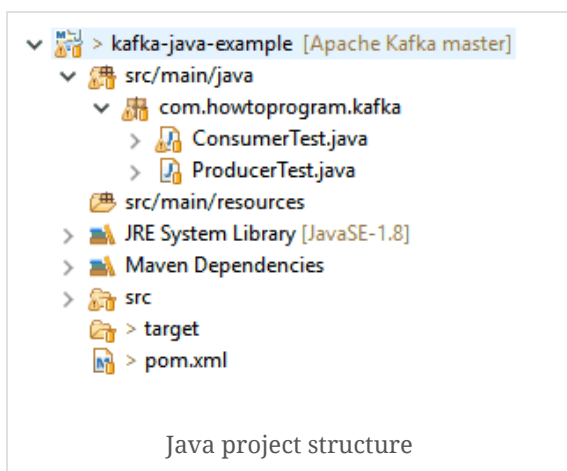 > kafka-java-example [Apache Kafka master]
src/main/java
com.howtoprogram.kafka
ConsumerTest.java
ProducerTest.java
src/main/resources
JRE System Library [JavaSE-1.8]
Maven Dependencies
src
> target
> pom.xml
Java project structure